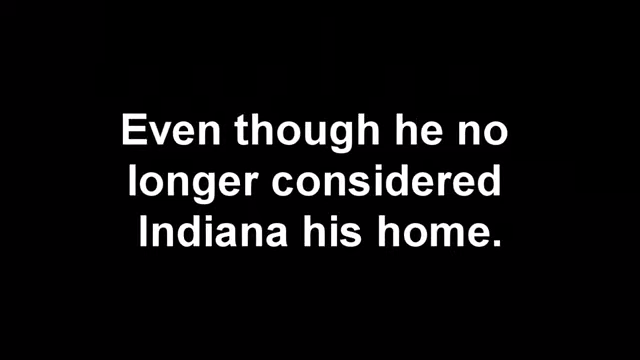 Even though he no
longer considered
Indiana his home.